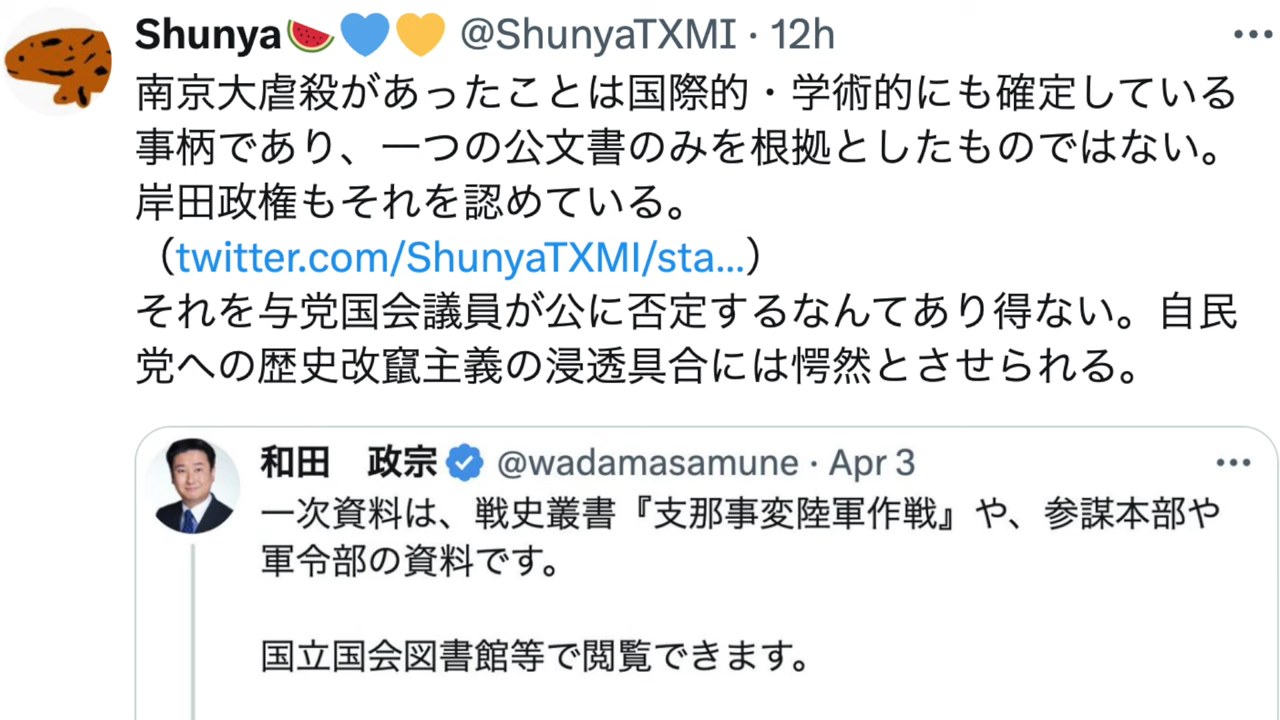 Shunya🍉💙💛 @ShunyaTXMI · 12h
南京大虐殺があったことは国際的・学術的にも確定している
事柄であり、一つの公文書のみを根拠としたものではない。
岸田政権もそれを認めている。
（twitter.com/ShunyaTXMI/sta…）
それを与党国会議員が公に否定するなんてあり得ない。自民
党への歴史改竄主義の浸透具合には愕然とさせられる。
和田　政宗 @wadamasamune · Apr 3
一次資料は、戦史叢書『支那事変陸軍作戦』や、参謀本部や
軍令部の資料です。
国立国会図書館等で閲覧できます。